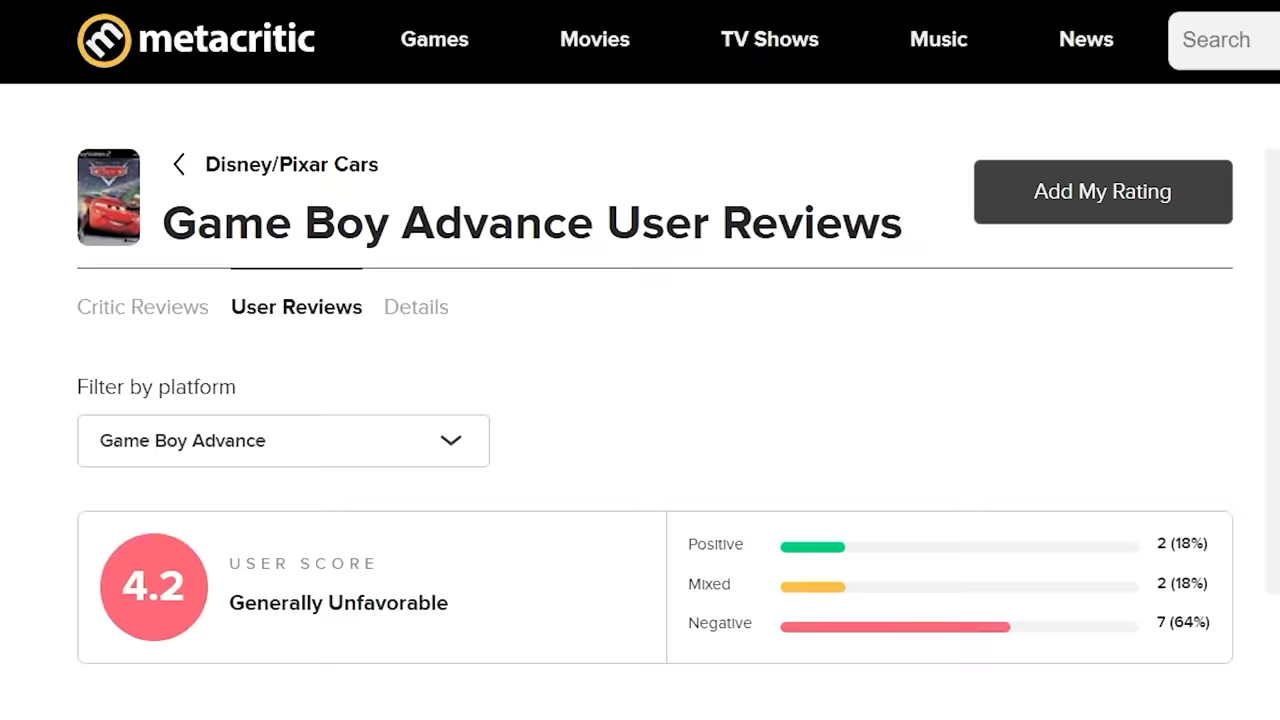 metacritic Games Movies TV Shows Music News Search
Disney/Pixar Cars
Game Boy Advance User Reviews
Add My Rating
Critic Reviews User Reviews Details
Filter by platform
Game Boy Advance
4.2
USER SCORE
Generally Unfavorable
Positive 2 (18%)
Mixed 2 (18%)
Negative 7 (64%)